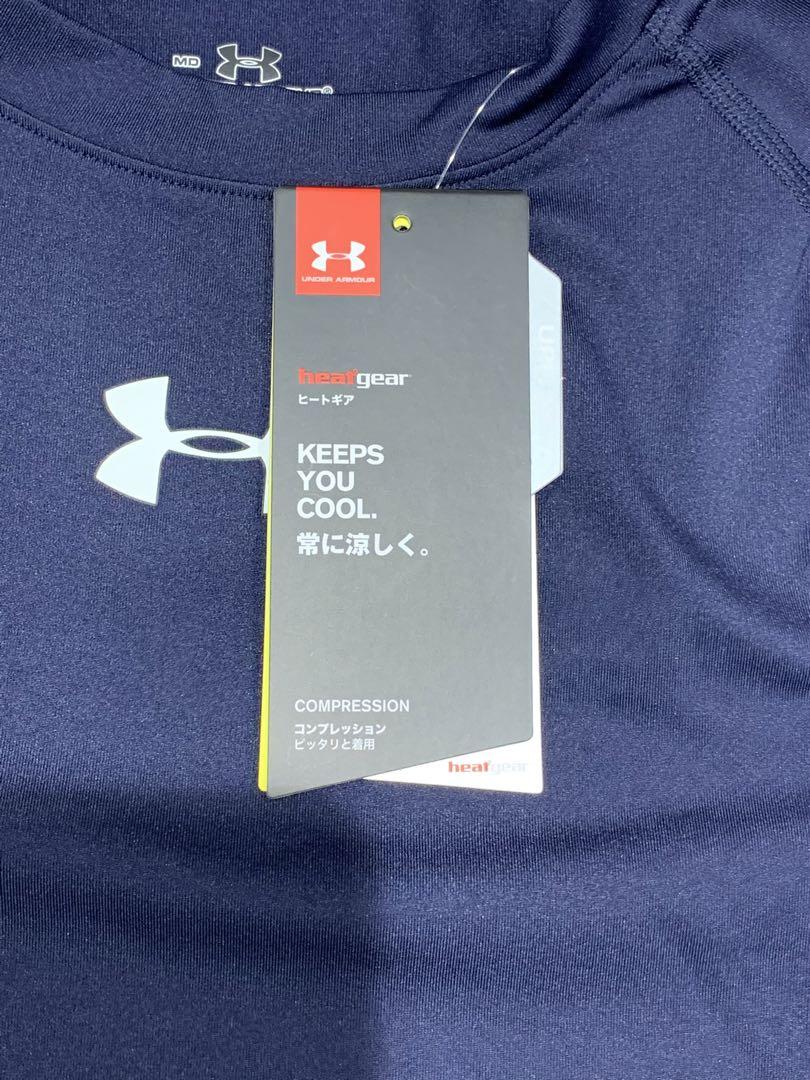 MD
UNDER ARMOUR
heatgear
ヒートギア
KEEPS
YOU
COOL.
常に涼しく。
COMPRESSION
コンプレッション
ピッタリと着用
heatgear